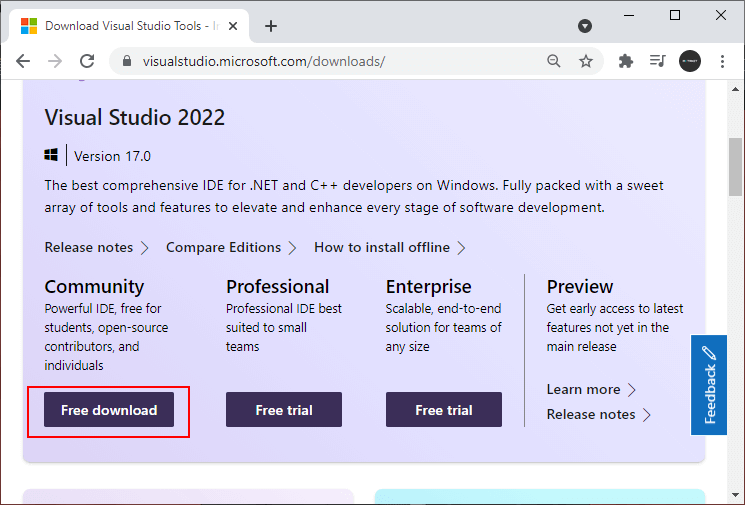 Download Visual Studio Tools - I
visualstudio.microsoft.com/downloads/
Visual Studio 2022
Version 17.0
The best comprehensive IDE for .NET and C++ developers on Windows. Fully packed with a sweet
array of tools and features to elevate and enhance every stage of software development.
Release notes
Compare Editions
How to install offline
Community
Powerful IDE, free for
students, open-source
contributors, and
individuals
Free download
Professional
Professional IDE best
suited to small
teams
Free trial
Enterprise
Scalable, end-to-end
solution for teams of
any size
Free trial
Preview
Get early access to latest
features not yet in the
main release
Learn more
Release notes
Feedback